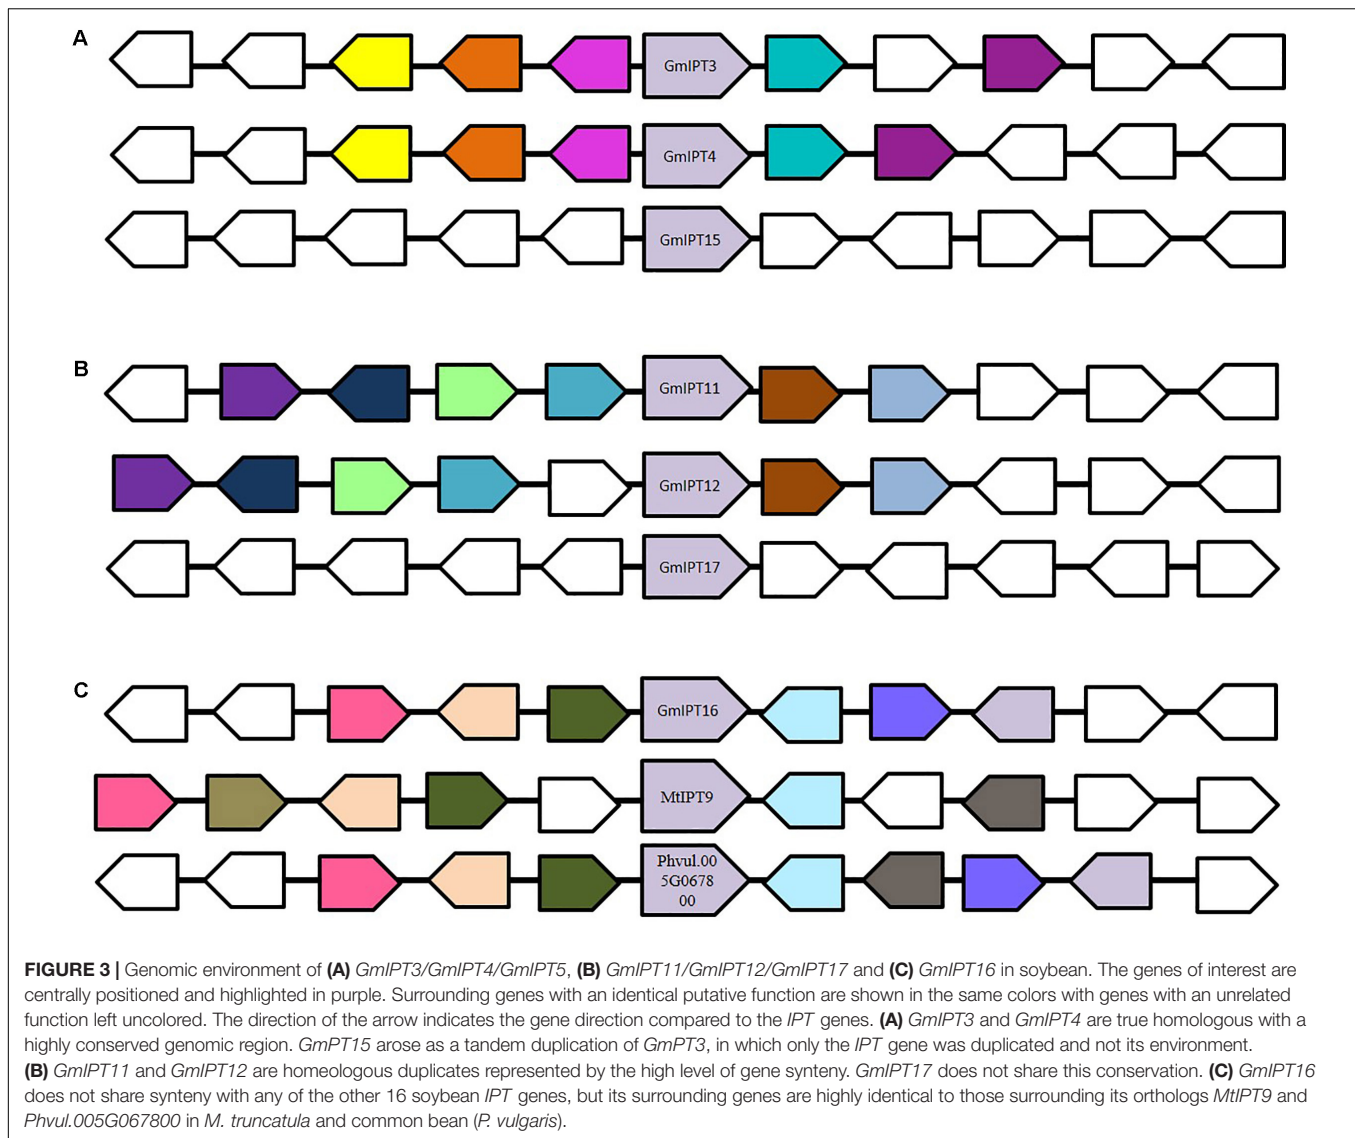 A
GmIPT3
GmIPT4
GmIPT15
B
GmIPT11
GmIPT12
GmIPT17
C
GmIPT16
MtIPT9
Phvul.00
5G0678
00
FIGURE 3 | Genomic environment of (A) GmIPT3/GmIPT4/GmIPT5, (B) GmIPT11/GmIPT12/GmIPT17 and (C) GmIPT16 in soybean. The genes of interest are
centrally positioned and highlighted in purple. Surrounding genes with an identical putative function are shown in the same colors with genes with an unrelated
function left uncolored. The direction of the arrow indicates the gene direction compared to the IPT genes. (A) GmIPT3 and GmIPT4 are true homologous with a
highly conserved genomic region. GmPT15 arose as a tandem duplication of GmPT3, in which only the IPT gene was duplicated and not its environment.
(B) GmIPT11 and GmIPT12 are homeologous duplicates represented by the high level of gene synteny. GmIPT17 does not share this conservation. (C) GmIPT16
does not share synteny with any of the other 16 soybean IPT genes, but its surrounding genes are highly identical to those surrounding its orthologs MtIPT9 and
Phvul.005G067800 in M. truncatula and common bean (P. vulgaris).